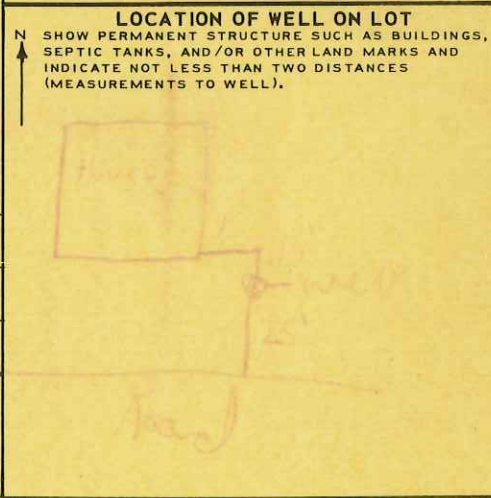 LOCATION OF WELL ON LOT
N SHOW PERMANENT STRUCTURE SUCH AS BUILDINGS,
SEPTIC TANKS, AND/OR OTHER LAND MARKS AND
INDICATE NOT LESS THAN TWO DISTANCES
(MEASUREMENTS TO WELL).
House
well
25'
Road